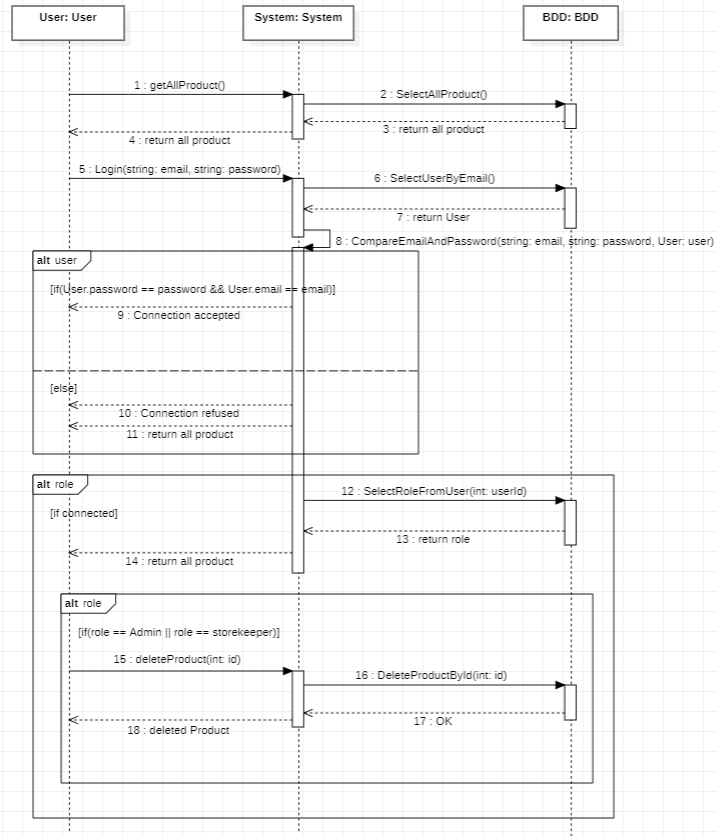 User: User
System: System
BDD: BDD
1 : getAllProduct()
2 : SelectAllProduct()
3 : return all product
4 : return all product
5 : Login(string: email, string: password)
6 : SelectUserByEmail()
7 : return User
8 : CompareEmailAndPassword(string: email, string: password, User: user)
alt user
[if(User.password == password && User.email == email)]
9 : Connection accepted
[else]
10 : Connection refused
11 : return all product
alt role
12 : SelectRoleFromUser(int: userId)
[if connected]
13 : return role
14 : return all product
alt role
[if(role == Admin || role == storekeeper)]
15 : deleteProduct(int: id)
16 : DeleteProductById(int: id)
17 : OK
18 : deleted Product